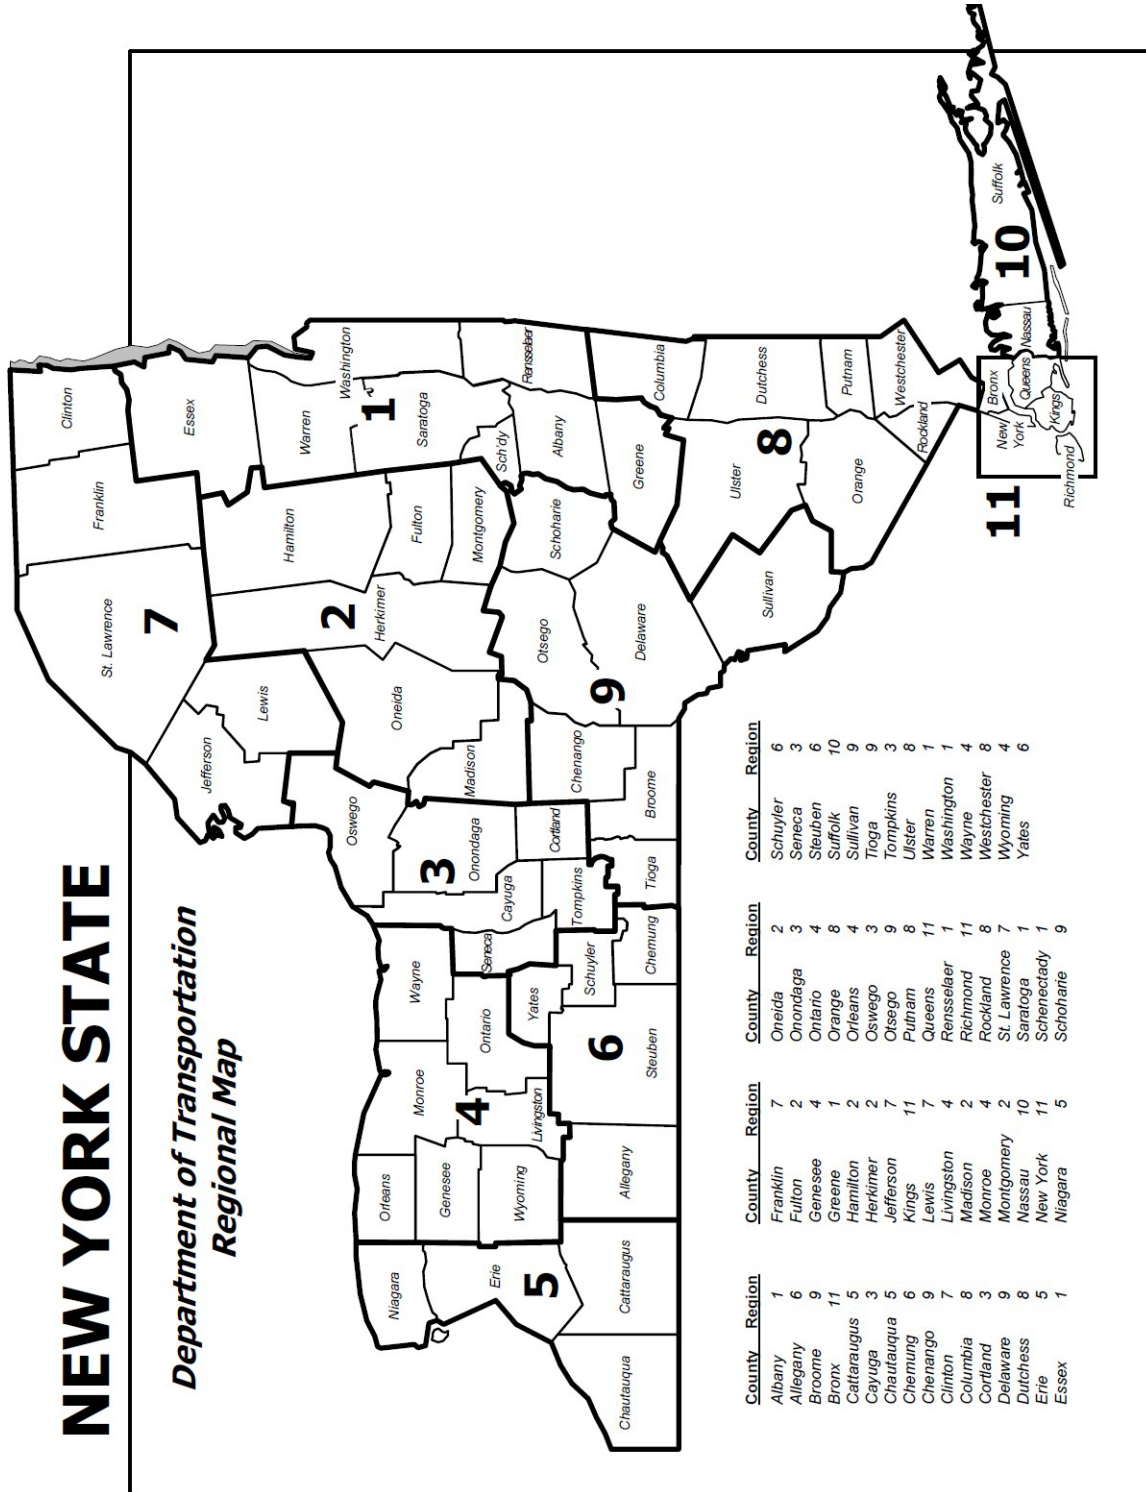 NEW YORK STATE
Department of Transportation
Regional Map
Clinton
Franklin
St. Lawrence
7
Essex
Jefferson
Lewis
Hamilton
Warren
Washington
2
Herkimer
1
Oswego
Oneida
Fulton
Saratoga
Orleans
Niagara
Monroe
Wayne
3
Onondaga
Madison
Montgomery
Sch'dy
Rensselaer
Genesee
4
Ontario
Seneca
Cayuga
Erie
5
Wyoming
Livingston
Yates
Cortland
Otsego
Schoharie
Albany
Schuyler
Tompkins
Chenango
9
6
Chautauqua
Cattaraugus
Allegany
Steuben
Chemung
Tioga
Broome
Delaware
Greene
Columbia
Ulster
8
Dutchess
Sullivan
Orange
Putnam
Rockland
Westchester
11
New
York
Bronx
Queens
Kings
Richmond
Nassau
10
Suffolk
County Region County Region County Region County Region
Albany 1 Franklin 7 Oneida 2 Schuyler 6
Allegany 6 Fulton 2 Onondaga 3 Seneca 3
Broome 9 Genesee 4 Ontario 4 Steuben 6
Bronx 11 Greene 1 Orange 8 Suffolk 10
Cattaraugus 5 Hamilton 2 Orleans 4 Sullivan 9
Cayuga 3 Herkimer 2 Oswego 3 Tioga 9
Chautauqua 5 Jefferson 7 Otsego 9 Tompkins 3
Chemung 6 Kings 11 Putnam 8 Ulster 8
Chenango 9 Lewis 7 Queens 11 Warren 1
Clinton 7 Livingston 4 Rensselaer 1 Washington 1
Columbia 8 Madison 2 Richmond 11 Wayne 4
Cortland 3 Monroe 4 Rockland 8 Westchester 8
Delaware 9 Montgomery 2 St. Lawrence 7 Wyoming 4
Dutchess 8 Nassau 10 Saratoga 1 Yates 6
Erie 5 New York 11 Schenectady 1
Essex 1 Niagara 5 Schoharie 9